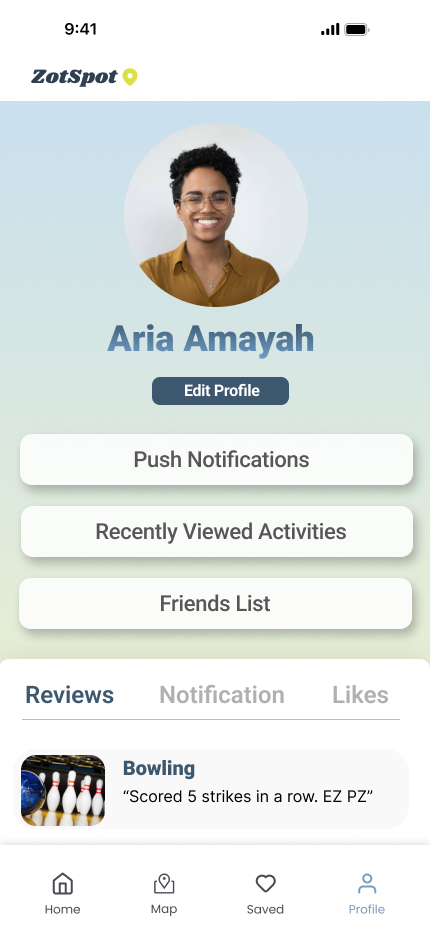 9:41
ZotSpot
Aria Amayah
Edit Profile
Push Notifications
Recently Viewed Activities
Friends List
Reviews Notification Likes
Bowling
“Scored 5 strikes in a row. EZ PZ”
Home Map Saved Profile